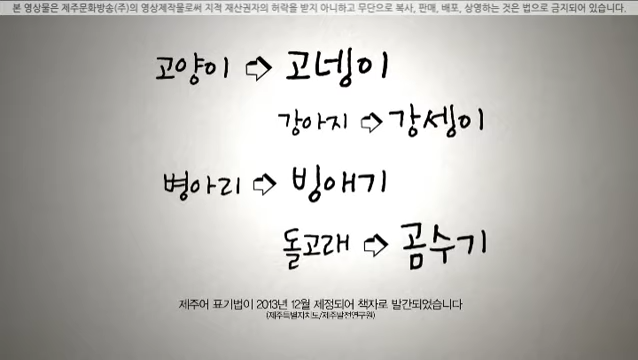 본 영상물은 제주문화방송(주)의 영상제작물로써 지적 재산권자의 허락을 받지 아니하고 무단으로 복사, 판매, 배포, 상영하는 것은 법으로 금지되어 있습니다.
고양이 ➩ 고넹이
강아지 ➩ 강셍이
병아리 ➩ 빙애기
돌고래 ➩ 곰수기
제주어 표기법이 2013년 12월 제정되어 책자로 발간되었습니다
(제주특별자치도/제주발전연구원)